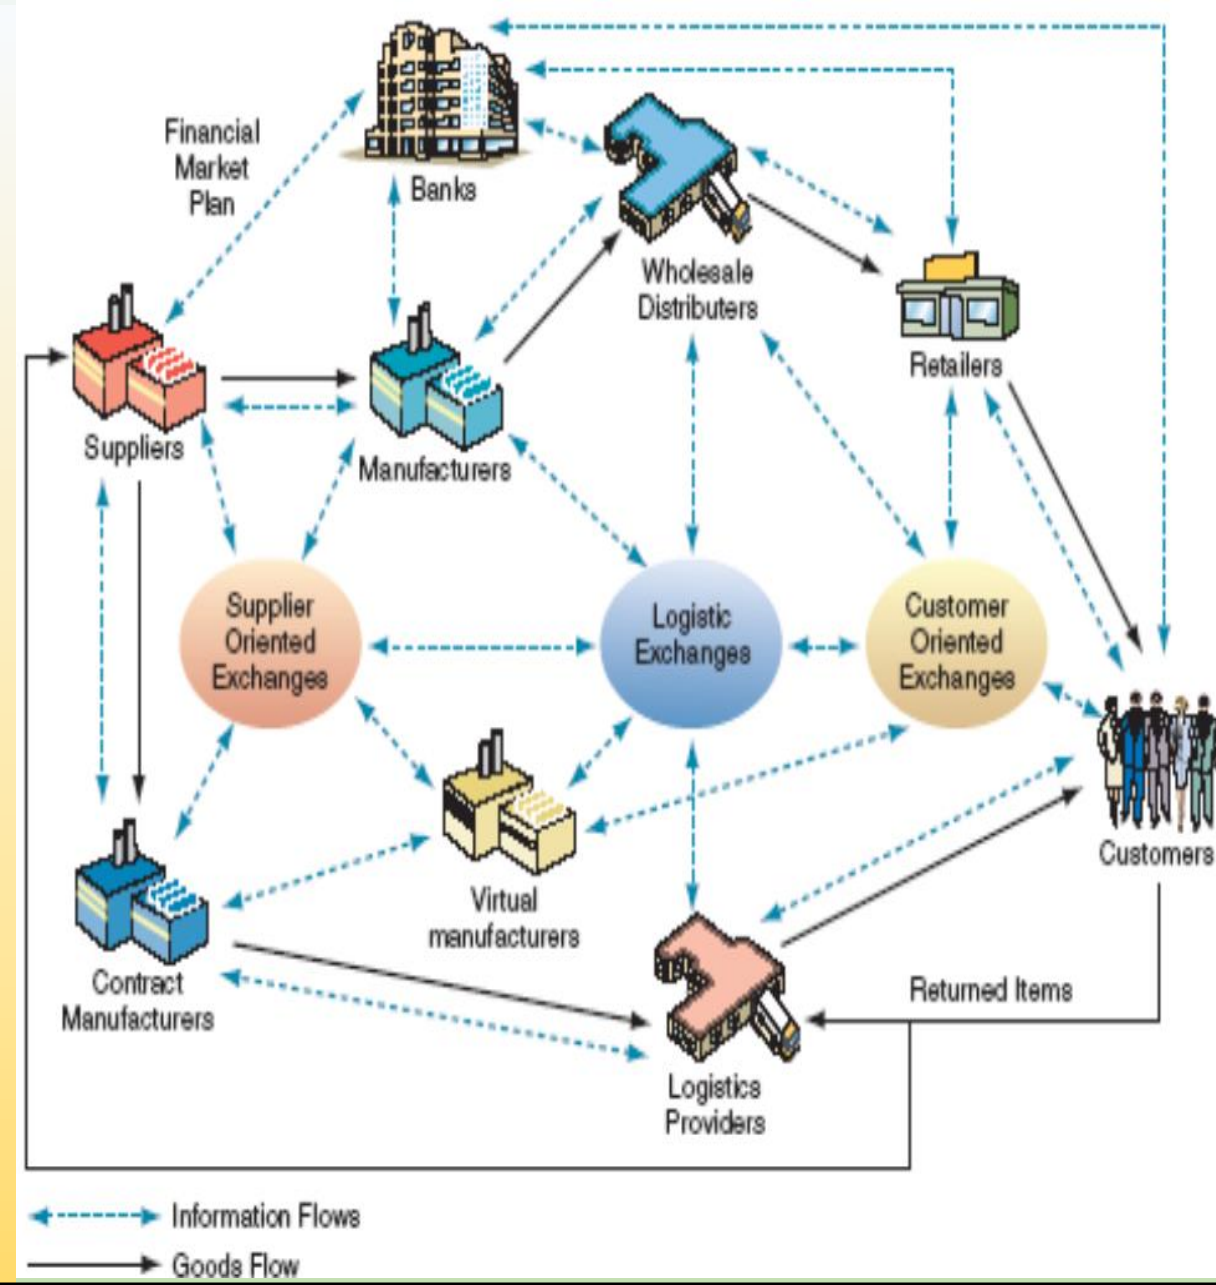 Financial
Market
Plan
Banks
Wholesale
Distributers
Retailers
Suppliers
Manufacturers
Supplier
Oriented
Exchanges
Logistic
Exchanges
Customer
Oriented
Exchanges
Customers
Virtual
manufacturers
Contract
Manufacturers
Returned Items
Logistics
Providers
Information Flows
Goods Flow